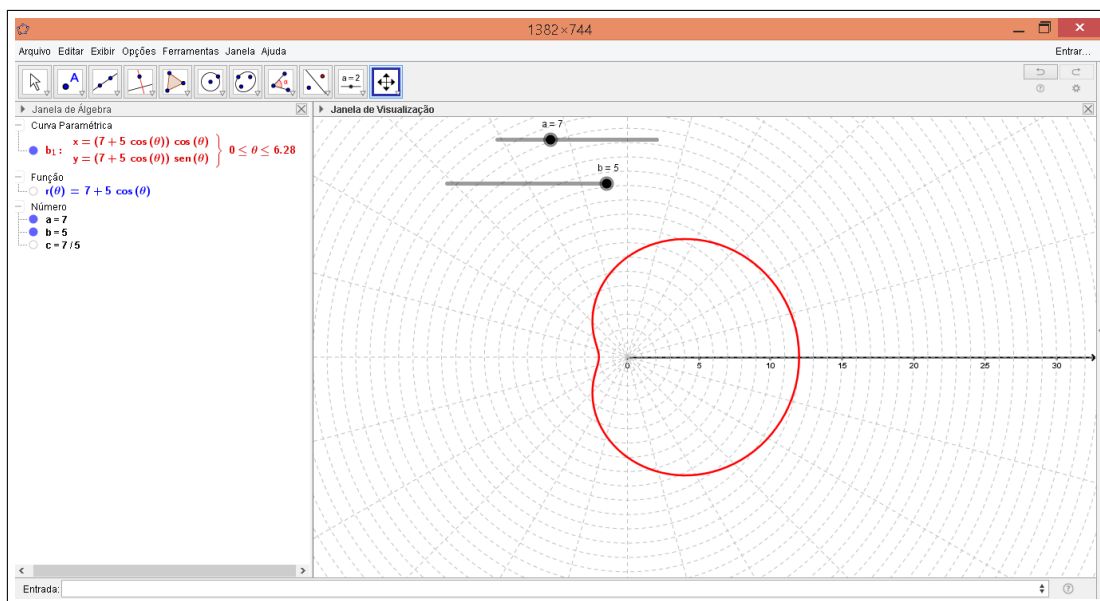 1382×744
Arquivo Editar Exibir Opções Ferramentas Janela Ajuda
Entrar...
A
α
a = 2
Janela de Álgebra
Curva Paramétrica
b₁ : x = (7 + 5 cos(θ)) cos(θ)
y = (7 + 5 cos(θ)) sen(θ) } 0 ≤ θ ≤ 6.28
Função
r(θ) = 7 + 5 cos(θ)
Número
a = 7
b = 5
c = 7 / 5
Janela de Visualização
a = 7
b = 5
0 5 10 15 20 25 30
Entrada: